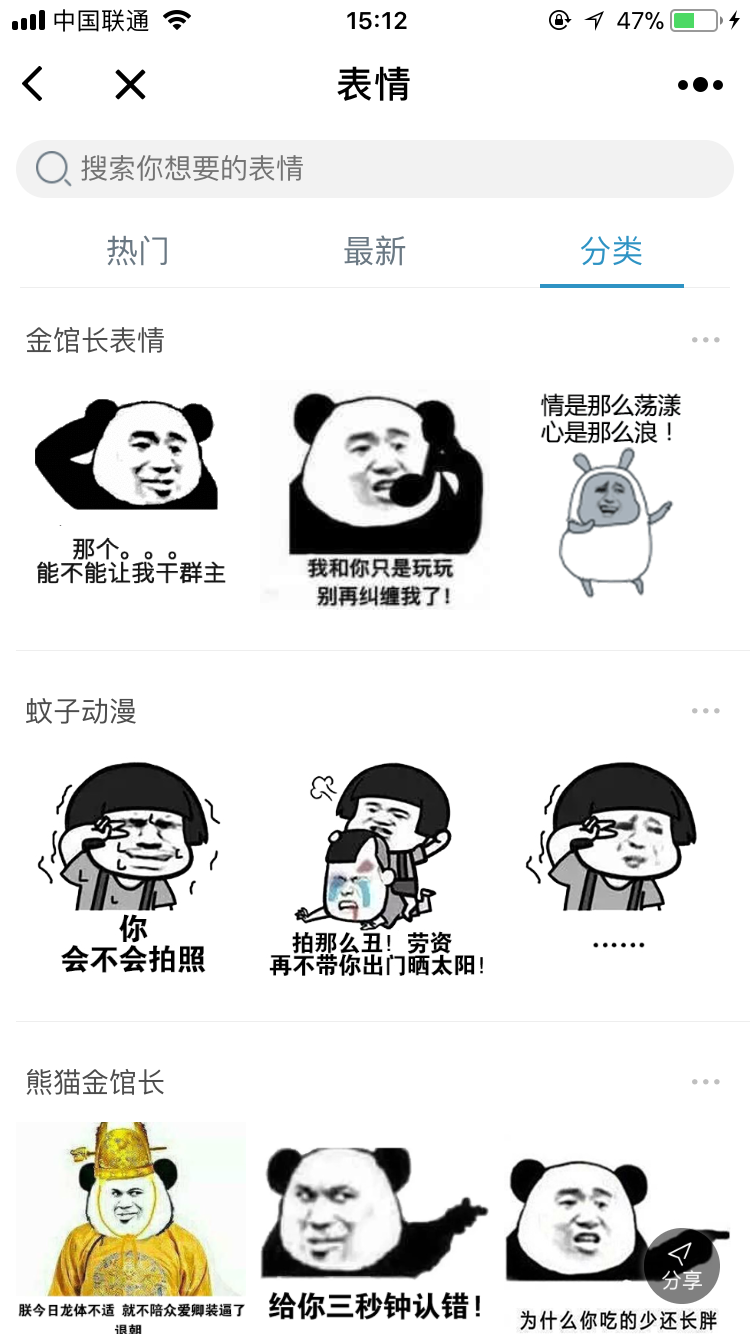 中国联通
15:12
47%
表情
搜索你想要的表情
热门
最新
分类
金馆长表情
那个。。。
能不能让我干群主
我和你只是玩玩
别再纠缠我了!
情是那么荡漾
心是那么浪！
蚊子动漫
你
会不会拍照
拍那么丑！劳资
再不带你出门晒太阳!
......
熊猫金馆长
朕今日龙体不适 就不陪众爱卿装逼了
退朝
给你三秒钟认错!
为什么你吃的少还长胖
分享